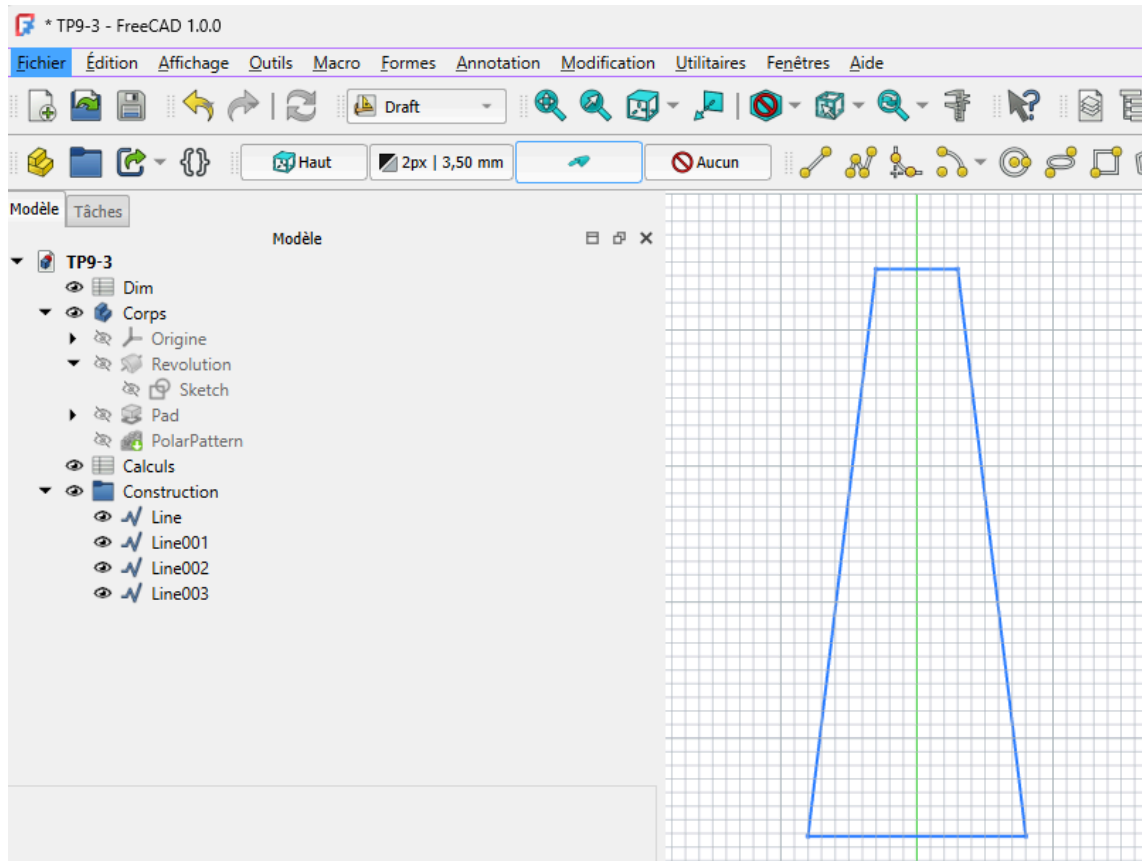 * TP9-3 - FreeCAD 1.0.0
Fichier Édition Affichage Outils Macro Formes Annotation Modification Utilitaires Fenêtres Aide
Draft
Haut 2px | 3,50 mm Aucun
Modèle Tâches
Modèle
TP9-3
Dim
Corps
Origine
Revolution
Sketch
Pad
PolarPattern
Calculs
Construction
Line
Line001
Line002
Line003